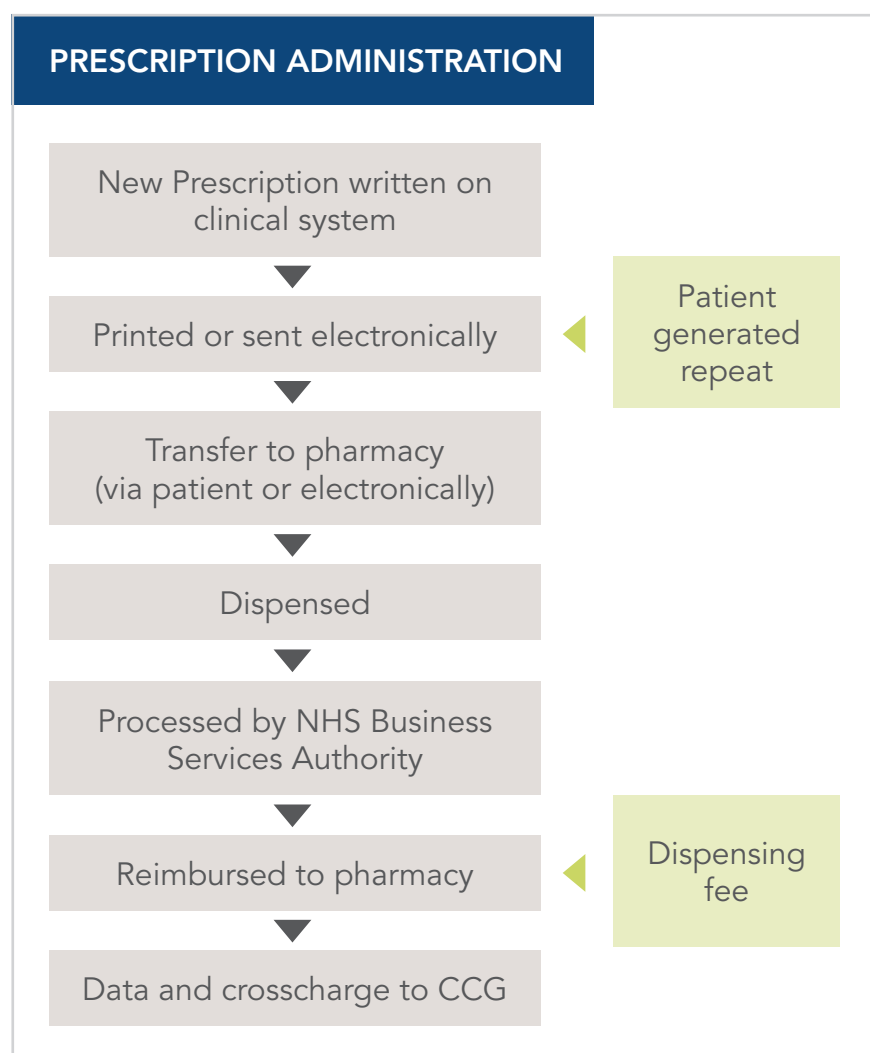 PRESCRIPTION ADMINISTRATION
New Prescription written on
clinical system
Printed or sent electronically
Patient
generated
repeat
Transfer to pharmacy
(via patient or electronically)
Dispensed
Processed by NHS Business
Services Authority
Reimbursed to pharmacy
Dispensing
fee
Data and crosscharge to CCG